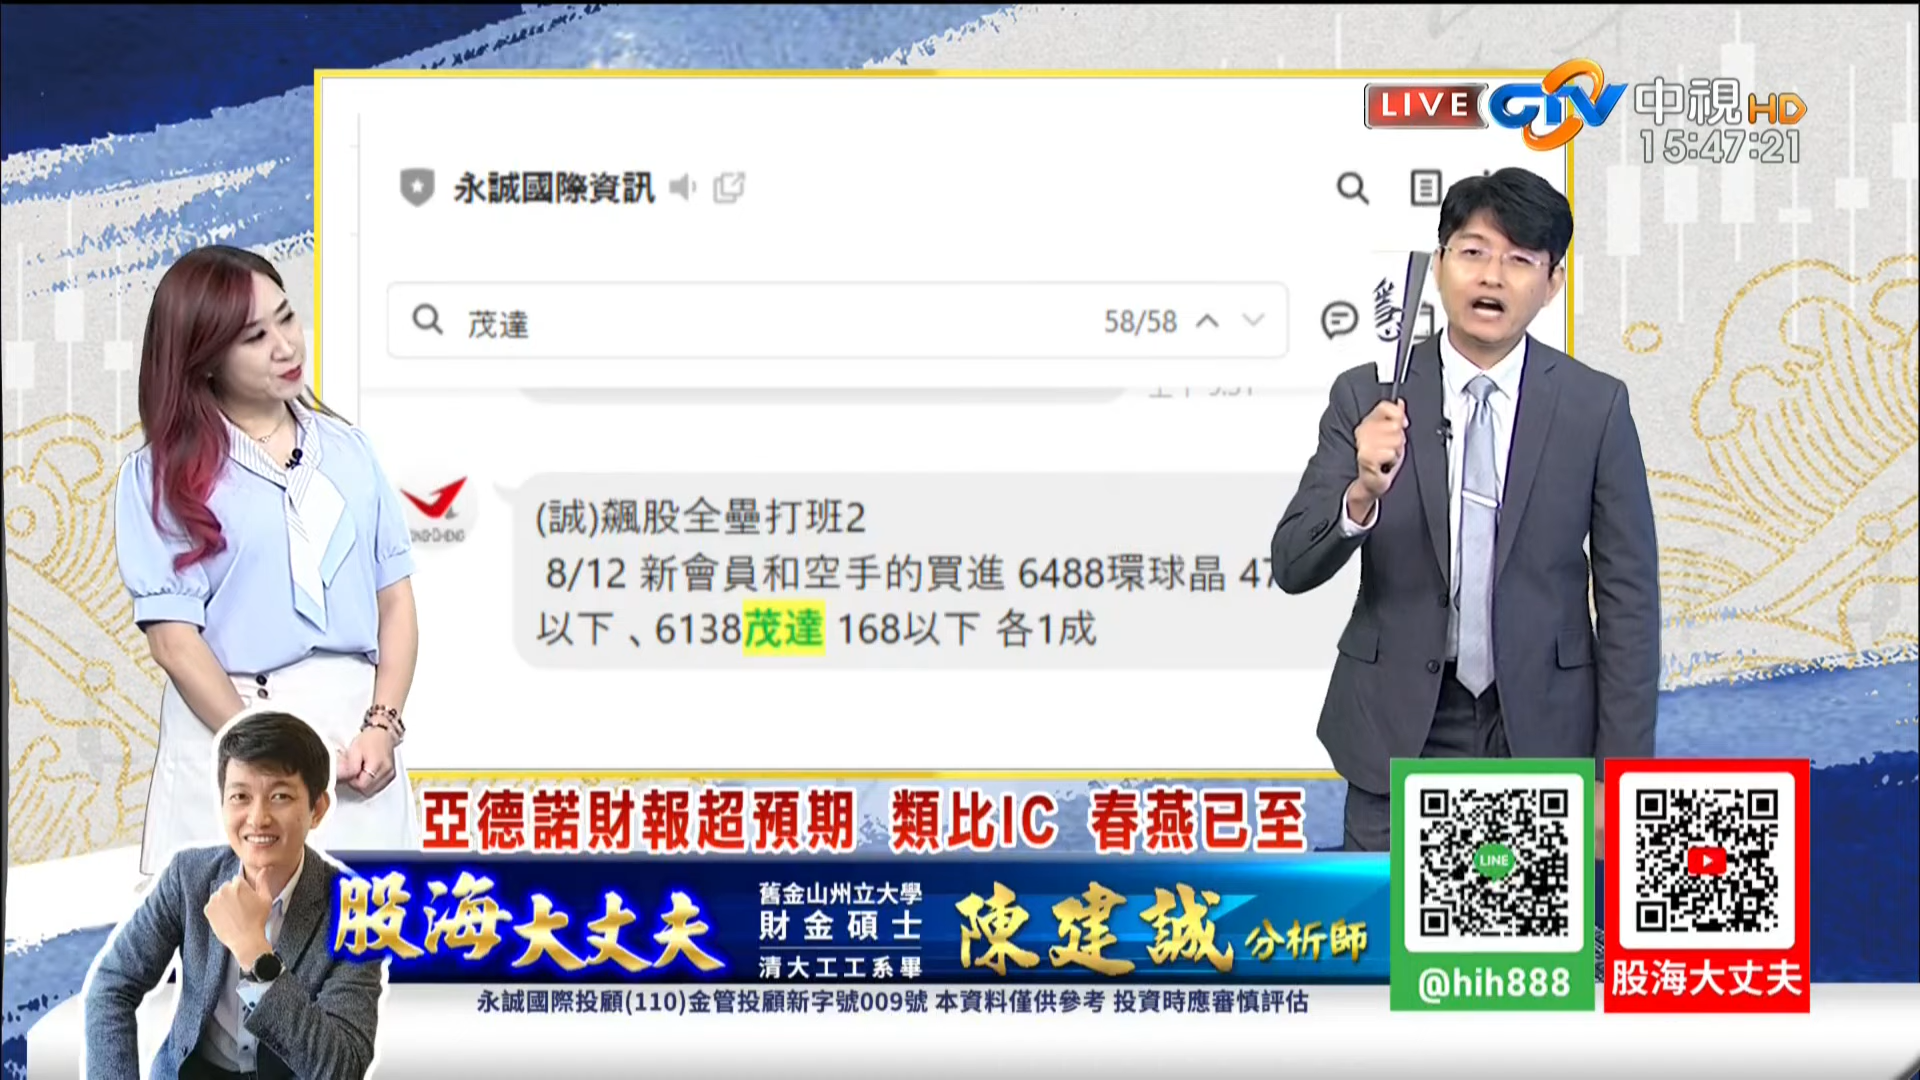 LIVE CTV 中視HD
15:47:21
永誠國際資訊
茂達 58/58
(誠)飆股全壘打班2
8/12 新會員和空手的買進 6488環球晶 47
以下、6138茂達 168以下 各1成
亞德諾財報超預期 類比IC 春燕已至
股海大丈夫
舊金山州立大學
財金碩士
清大工工系畢
陳建誠 分析師
永誠國際投顧(110)金管投顧新字號009號 本資料僅供參考 投資時應審慎評估
LINE
@hih888
股海大丈夫